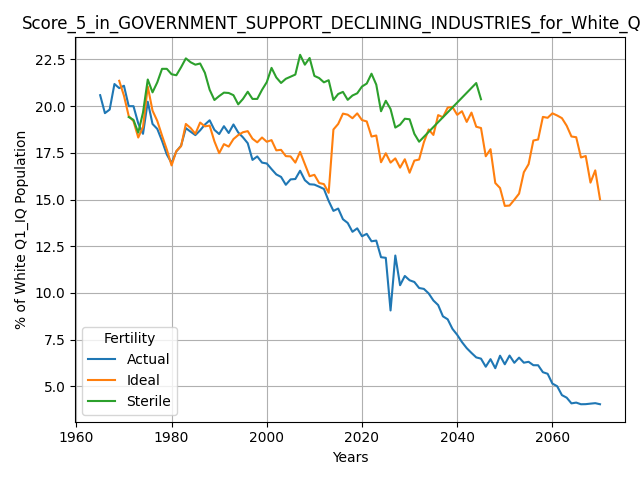 Score_5_in_GOVERNMENT_SUPPORT_DECLINING_INDUSTRIES_for_White_Q
% of White Q1_IQ Population
22.5
20.0
17.5
15.0
12.5
10.0
7.5
5.0
Fertility
Actual
Ideal
Sterile
1960
1980
2000
2020
2040
2060
Years